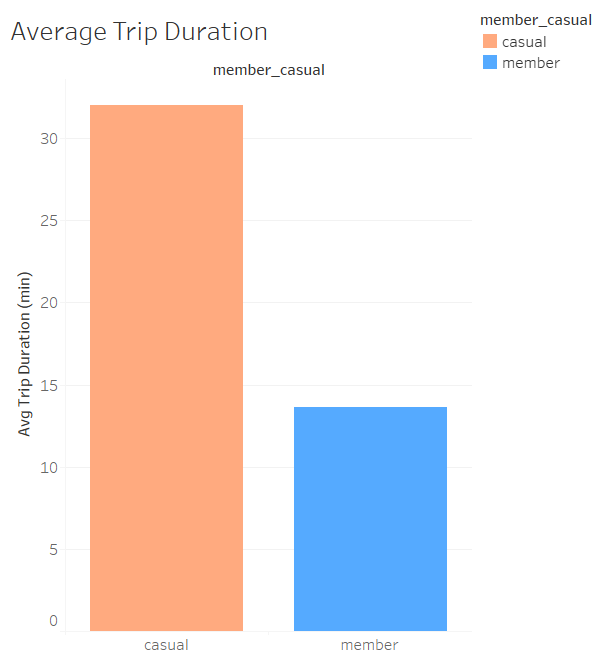 Average Trip Duration
member_casual
casual
member
member_casual
30
25
20
15
10
5
0
Avg Trip Duration (min)
casual
member